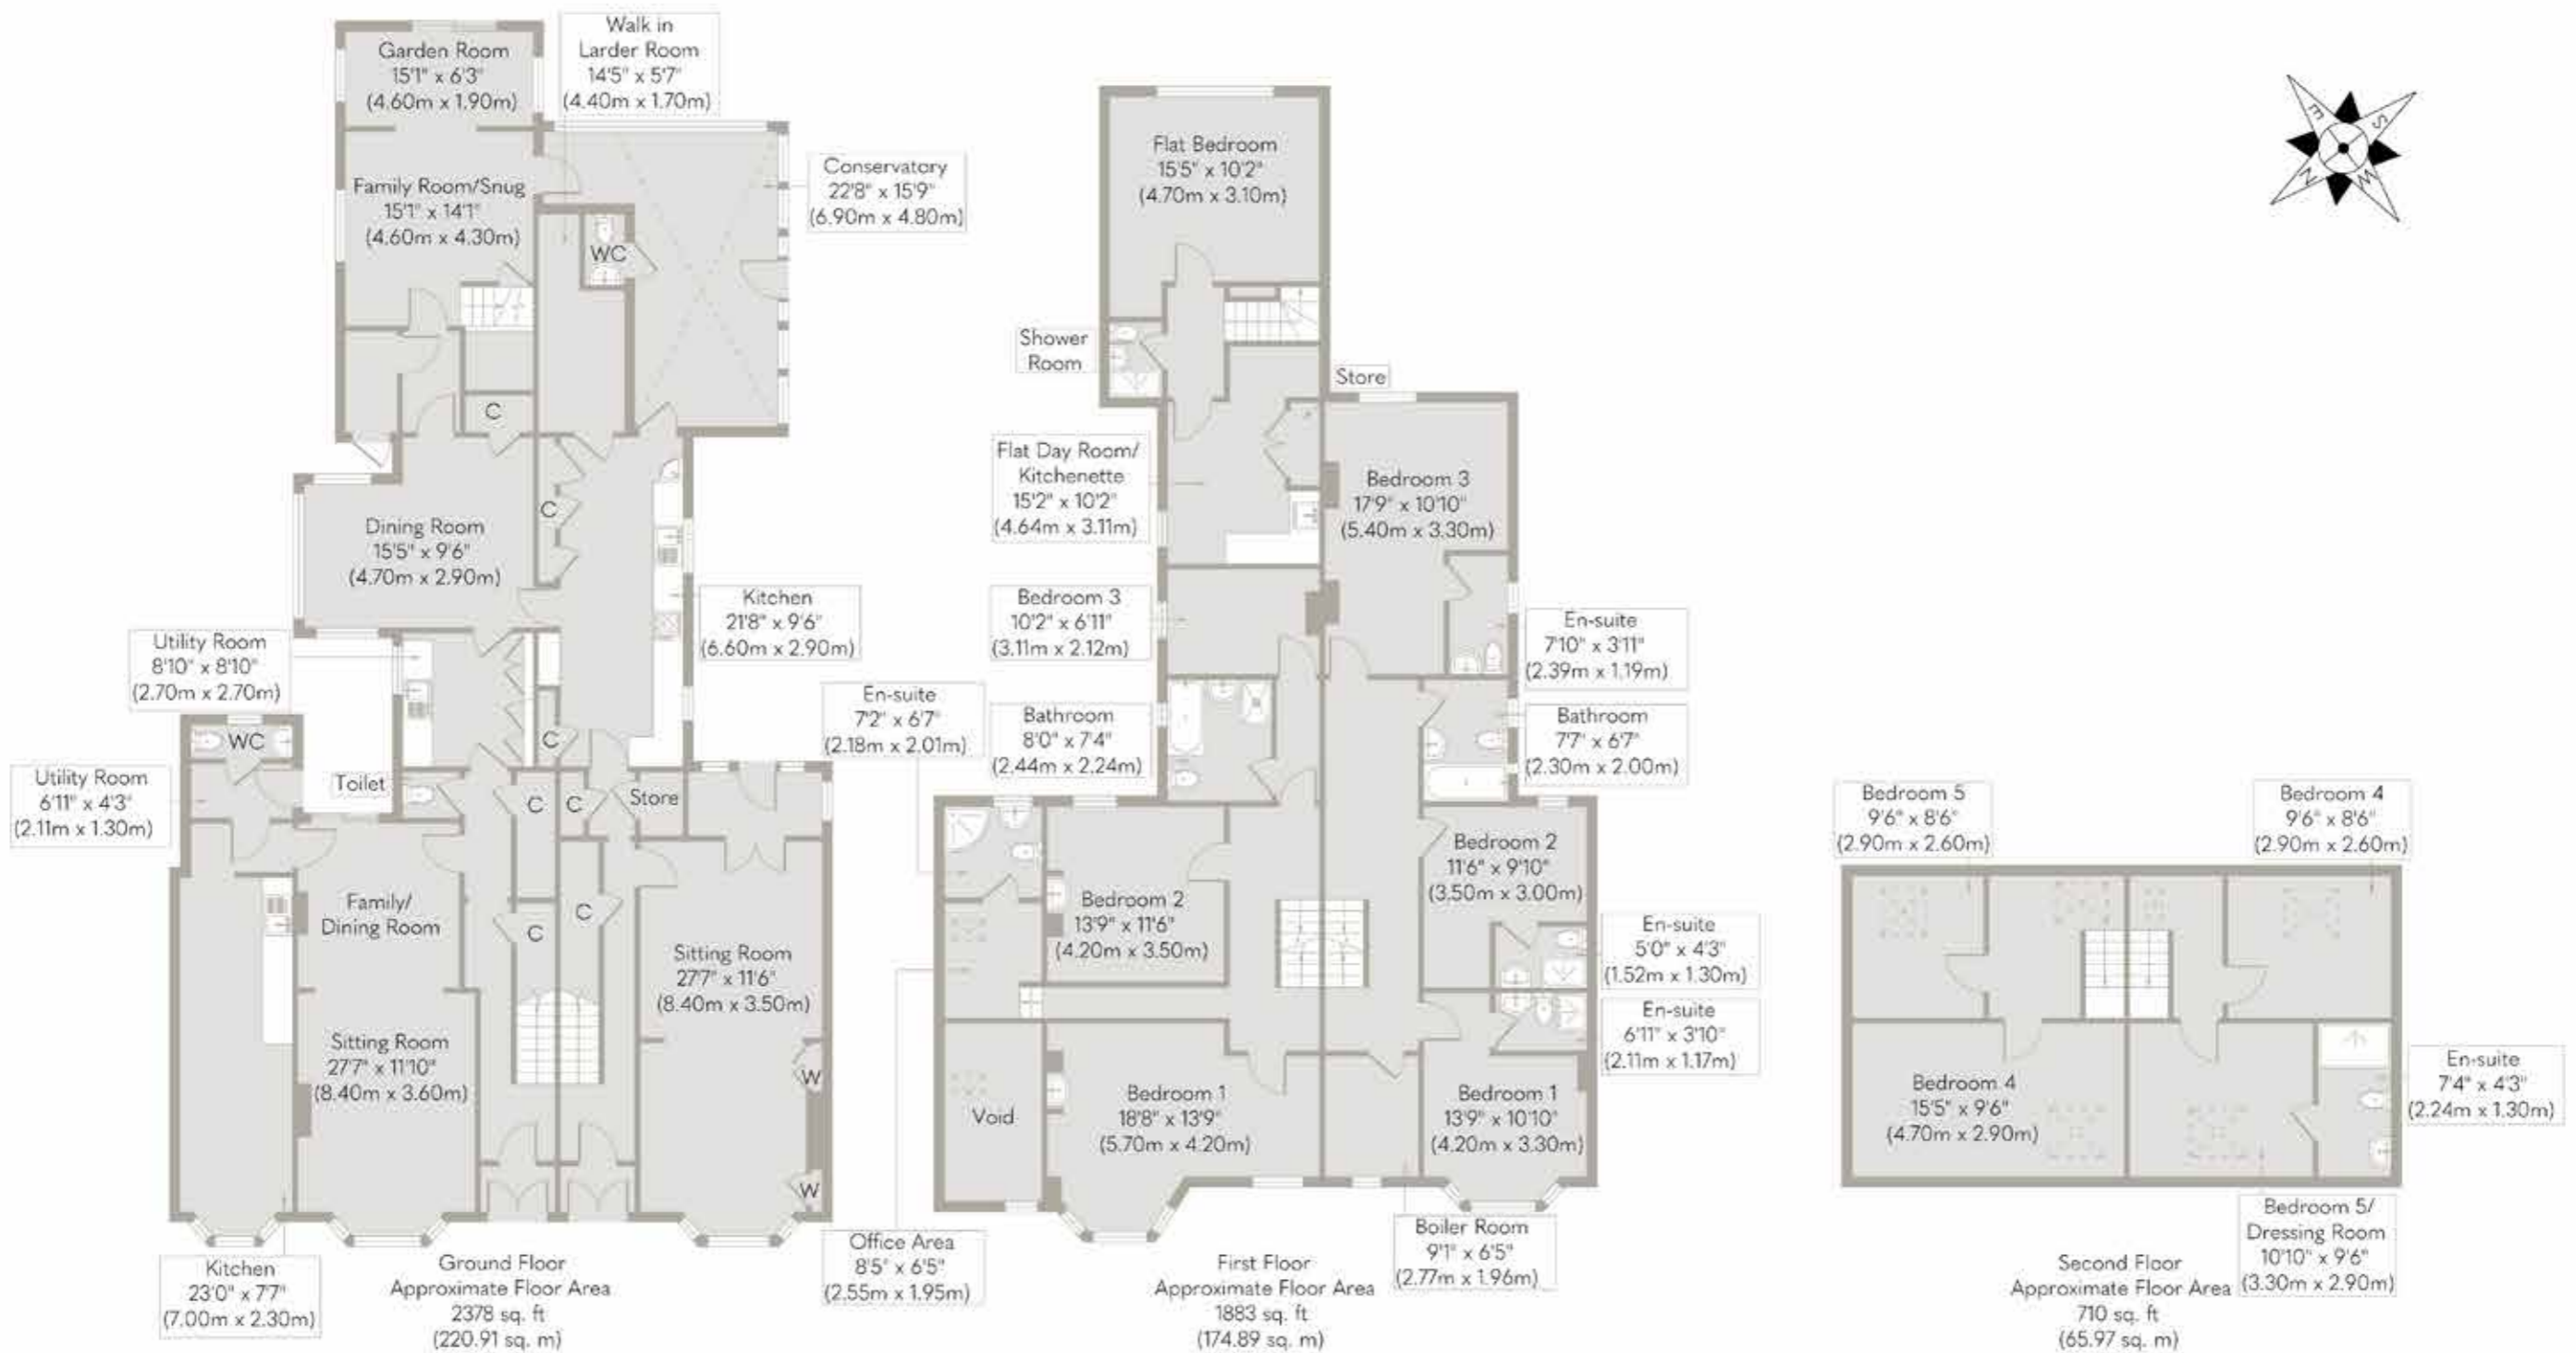 Garden Room
15'1" x 6'3"
(4.60m x 1.90m)
Walk in
Larder Room
14'5" x 5'7"
(4.40m x 1.70m)
Family Room/Snug
15'1" x 14'1"
(4.60m x 4.30m)
Conservatory
22'8" x 15'9"
(6.90m x 4.80m)
WC
C
Dining Room
15'5" x 9'6"
(4.70m x 2.90m)
C
Kitchen
21'8" x 9'6"
(6.60m x 2.90m)
Utility Room
8'10" x 8'10"
(2.70m x 2.70m)
WC
C
Utility Room
6'11" x 4'3"
(2.11m x 1.30m)
Toilet
C
C
Store
Family/
Dining Room
C
C
Sitting Room
27'7" x 11'6"
(8.40m x 3.50m)
Sitting Room
27'7" x 11'10"
(8.40m x 3.60m)
W
W
Kitchen
23'0" x 7'7"
(7.00m x 2.30m)
Ground Floor
Approximate Floor Area
2378 sq. ft
(220.91 sq. m)
Flat Bedroom
15'5" x 10'2"
(4.70m x 3.10m)
Shower
Room
Store
Flat Day Room/
Kitchenette
15'2" x 10'2"
(4.64m x 3.11m)
Bedroom 3
17'9" x 10'10"
(5.40m x 3.30m)
Bedroom 3
10'2" x 6'11"
(3.11m x 2.12m)
En-suite
7'10" x 3'11"
(2.39m x 1.19m)
En-suite
7'2" x 6'7"
(2.18m x 2.01m)
Bathroom
8'0" x 7'4"
(2.44m x 2.24m)
Bathroom
7'7" x 6'7"
(2.30m x 2.00m)
Bedroom 2
11'6" x 9'10"
(3.50m x 3.00m)
Bedroom 2
13'9" x 11'6"
(4.20m x 3.50m)
En-suite
5'0" x 4'3"
(1.52m x 1.30m)
En-suite
6'11" x 3'10"
(2.11m x 1.17m)
Void
Bedroom 1
18'8" x 13'9"
(5.70m x 4.20m)
Bedroom 1
13'9" x 10'10"
(4.20m x 3.30m)
Office Area
8'5" x 6'5"
(2.55m x 1.95m)
Boiler Room
9'1" x 6'5"
(2.77m x 1.96m)
First Floor
Approximate Floor Area
1883 sq. ft
(174.89 sq. m)
E
S
N
W
Bedroom 5
9'6" x 8'6"
(2.90m x 2.60m)
Bedroom 4
9'6" x 8'6"
(2.90m x 2.60m)
Bedroom 4
15'5" x 9'6"
(4.70m x 2.90m)
En-suite
7'4" x 4'3"
(2.24m x 1.30m)
Bedroom 5/
Dressing Room
10'10" x 9'6"
(3.30m x 2.90m)
Second Floor
Approximate Floor Area
710 sq. ft
(65.97 sq. m)